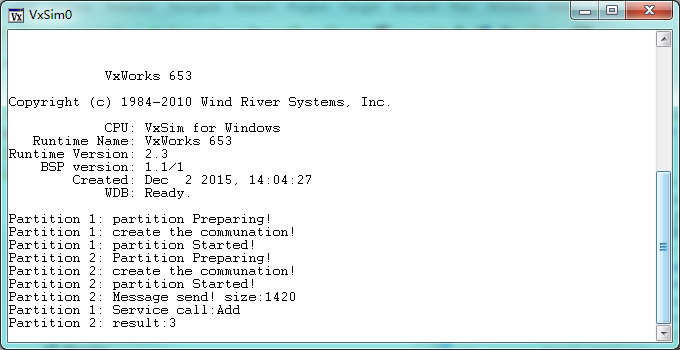 VxSim0
VxWorks 653
Copyright (c) 1984-2010 Wind River Systems, Inc.
CPU: VxSim for Windows
Runtime Name: VxWorks 653
Runtime Version: 2.3
BSP version: 1.1/1
Created: Dec  2 2015, 14:04:27
WDB: Ready.
Partition 1: partition Preparing!
Partition 1: create the communation!
Partition 1: partition Started!
Partition 2: Partition Preparing!
Partition 2: create the communation!
Partition 2: partition Started!
Partition 2: Message send! size:1420
Partition 1: Service call:Add
Partition 2: result:3